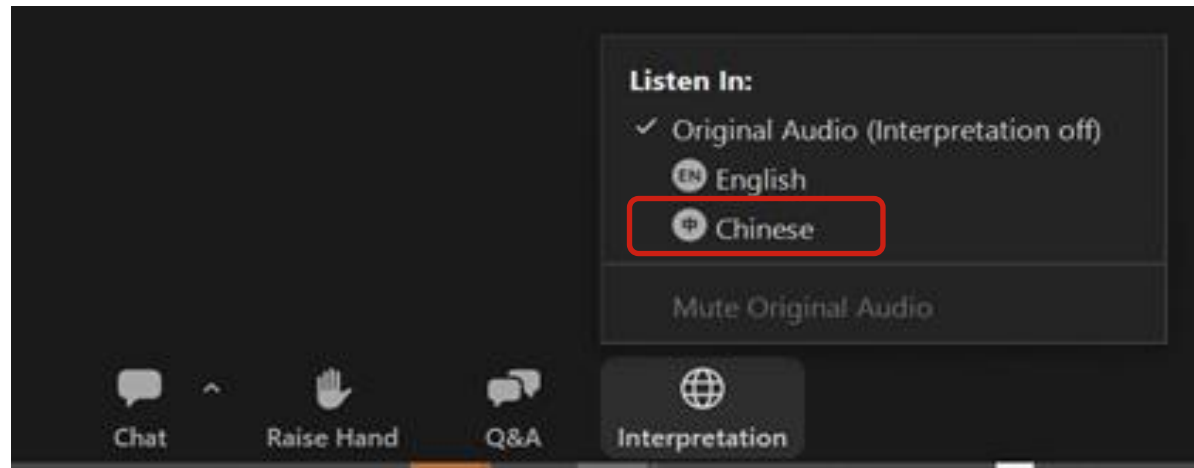 Listen In:
Original Audio (Interpretation off)
EN English
中 Chinese
Mute Original Audio
Chat Raise Hand Q&A Interpretation